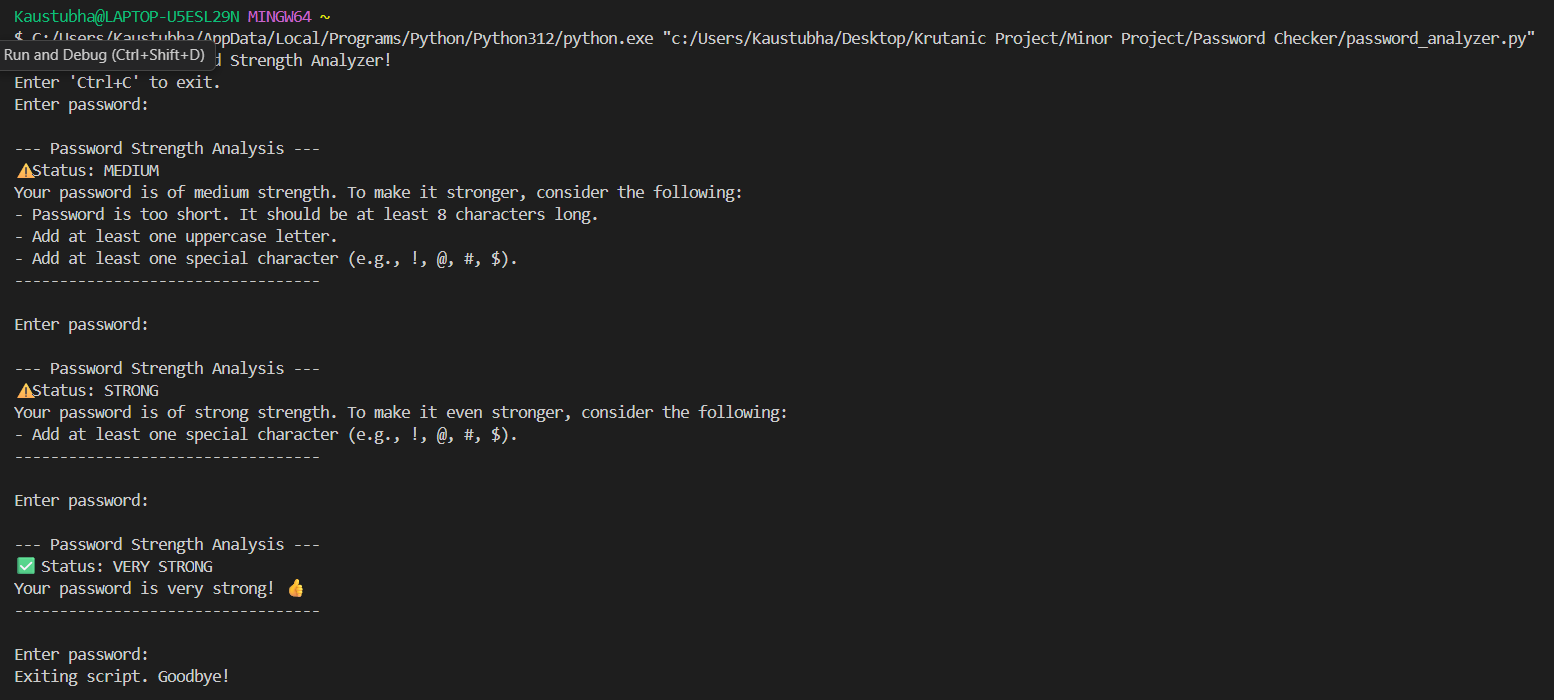 Kaustubha@LAPTOP-U5ESL29N MINGW64 ~
$ C:/Users/Kaustubha/AppData/Local/Programs/Python/Python312/python.exe "c:/Users/Kaustubha/Desktop/Krutanic Project/Minor Project/Password Checker/password_analyzer.py"
Run and Debug (Ctrl+Shift+D)
d Strength Analyzer!
Enter 'Ctrl+C' to exit.
Enter password:
--- Password Strength Analysis ---
⚠️Status: MEDIUM
Your password is of medium strength. To make it stronger, consider the following:
- Password is too short. It should be at least 8 characters long.
- Add at least one uppercase letter.
- Add at least one special character (e.g., !, @, #, $).
----------------------------------
Enter password:
--- Password Strength Analysis ---
⚠️Status: STRONG
Your password is of strong strength. To make it even stronger, consider the following:
- Add at least one special character (e.g., !, @, #, $).
----------------------------------
Enter password:
--- Password Strength Analysis ---
✅ Status: VERY STRONG
Your password is very strong! 👍
----------------------------------
Enter password:
Exiting script. Goodbye!